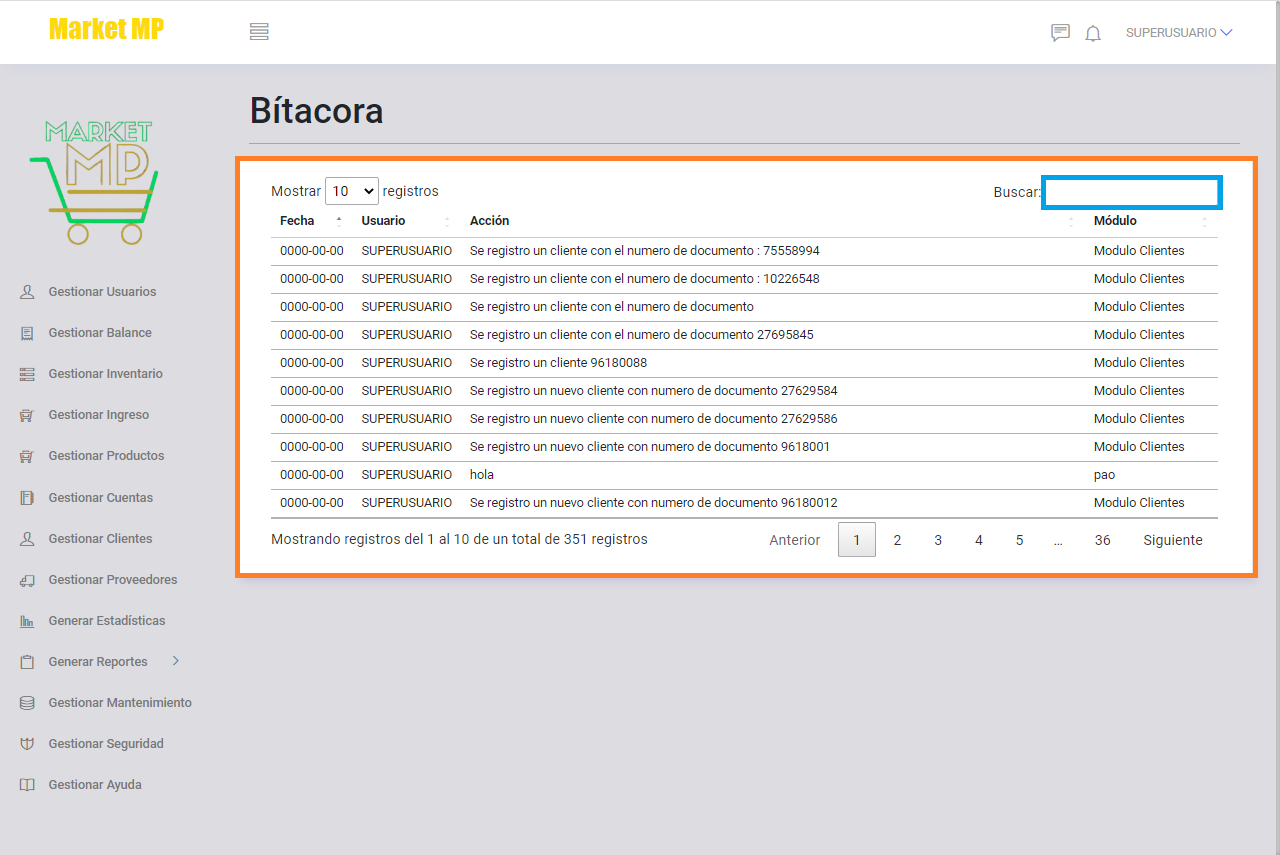 Market MP
SUPERUSUARIO
MARKET
MP
Bítacora
Mostrar 10 registros
Buscar:
Fecha Usuario Acción Módulo
0000-00-00 SUPERUSUARIO Se registro un cliente con el numero de documento : 75558994 Modulo Clientes
0000-00-00 SUPERUSUARIO Se registro un cliente con el numero de documento : 10226548 Modulo Clientes
0000-00-00 SUPERUSUARIO Se registro un cliente con el numero de documento Modulo Clientes
0000-00-00 SUPERUSUARIO Se registro un cliente con el numero de documento 27695845 Modulo Clientes
0000-00-00 SUPERUSUARIO Se registro un cliente 96180088 Modulo Clientes
0000-00-00 SUPERUSUARIO Se registro un nuevo cliente con numero de documento 27629584 Modulo Clientes
0000-00-00 SUPERUSUARIO Se registro un nuevo cliente con numero de documento 27629586 Modulo Clientes
0000-00-00 SUPERUSUARIO Se registro un nuevo cliente con numero de documento 9618001 Modulo Clientes
0000-00-00 SUPERUSUARIO hola pao
0000-00-00 SUPERUSUARIO Se registro un nuevo cliente con numero de documento 96180012 Modulo Clientes
Mostrando registros del 1 al 10 de un total de 351 registros
Anterior 1 2 3 4 5 … 36 Siguiente
Gestionar Usuarios
Gestionar Balance
Gestionar Inventario
Gestionar Ingreso
Gestionar Productos
Gestionar Cuentas
Gestionar Clientes
Gestionar Proveedores
Generar Estadísticas
Generar Reportes
Gestionar Mantenimiento
Gestionar Seguridad
Gestionar Ayuda